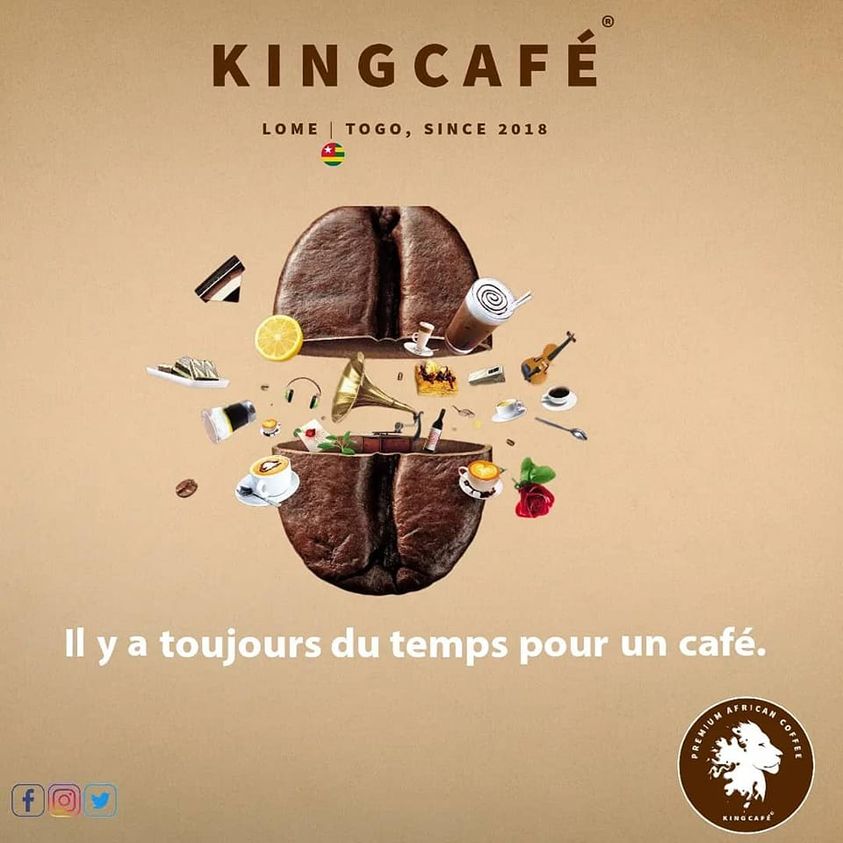 KINGCAFÉ®
LOME | TOGO, SINCE 2018
Il y a toujours du temps pour un café.
PREMIUM AFRICAN COFFEE
KINGCAFÉ®